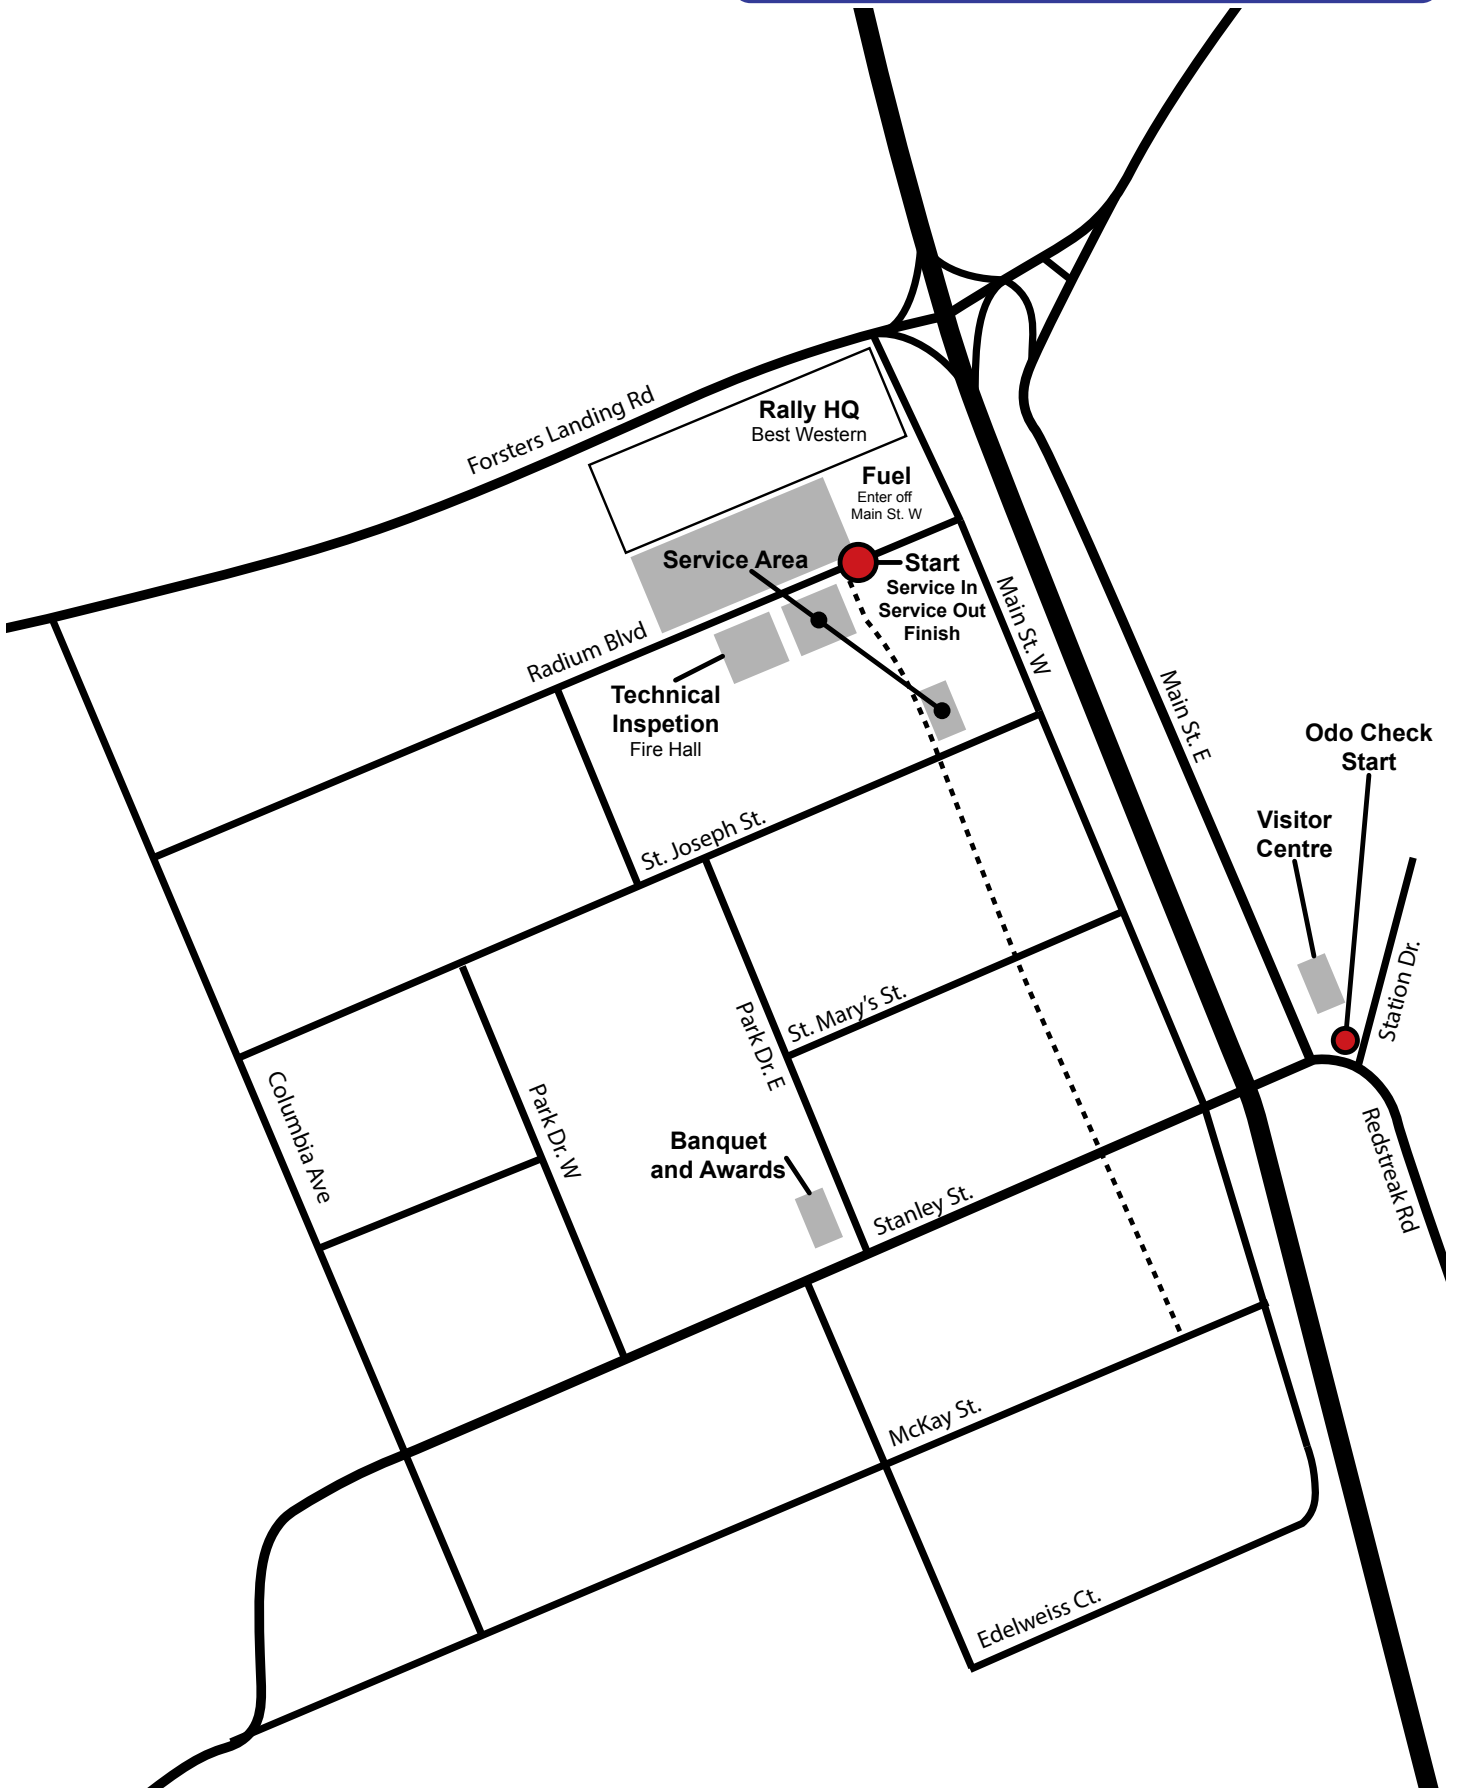 Forsters Landing Rd
Rally HQ
Best Western
Fuel
Enter off
Main St. W
Service Area
Start
Service In
Service Out
Finish
Main St. W
Radium Blvd
Technical
Inspetion
Fire Hall
Main St. E
Odo Check
Start
Visitor
Centre
St. Joseph St.
Station Dr.
St. Mary's St.
Park Dr. E
Columbia Ave
Park Dr. W
Banquet
and Awards
Redstreak Rd
Stanley St.
McKay St.
Edelweiss Ct.